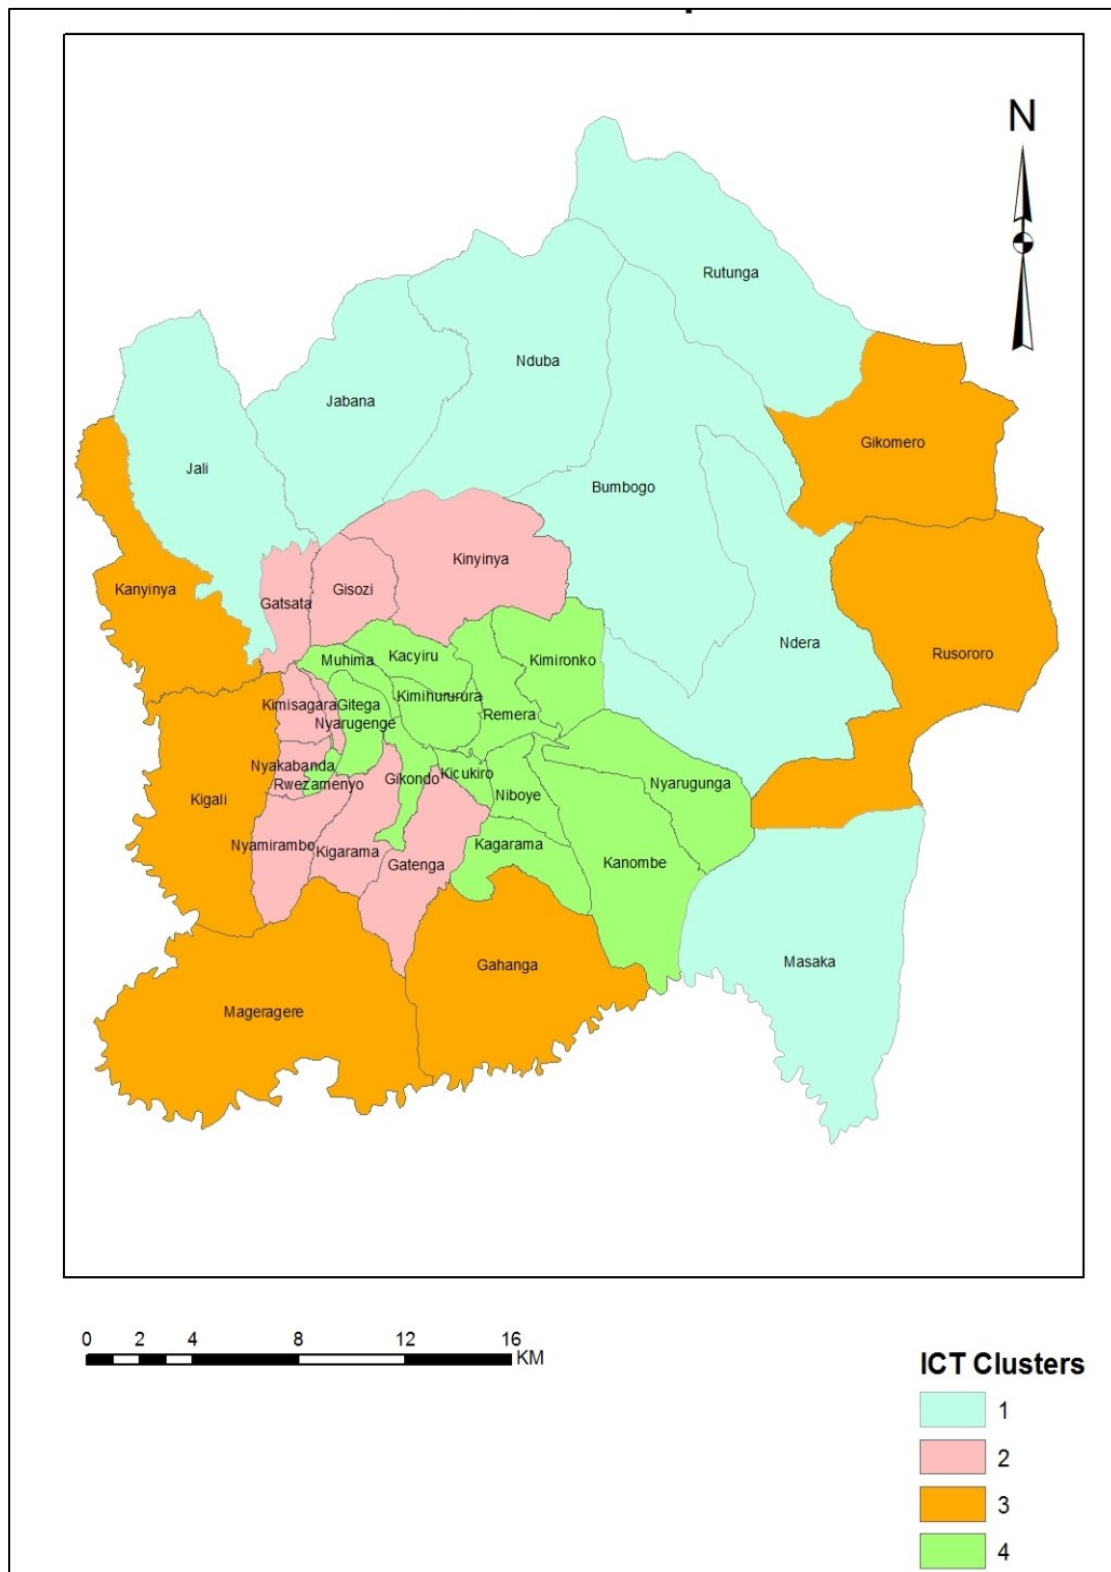 N
Rutunga
Nduba
Jabana
Gikomero
Jali
Bumbogo
Kinyinya
Kanyinya
Gisozi
Gatsata
Ndera
Rusororo
Muhima
Kacyiru
Kimironko
Kimihururura
Kimisagara
Gitega
Remera
Nyarugenge
Nyakabanda
Gikondo
Kicukiro
Rwezamenyo
Nyarugunga
Niboye
Kigali
Nyamirambo
Kagarama
Kigarama
Gatenga
Kanombe
Masaka
Gahanga
Mageragere
0 2 4 8 12 16
KM
ICT Clusters
1
2
3
4